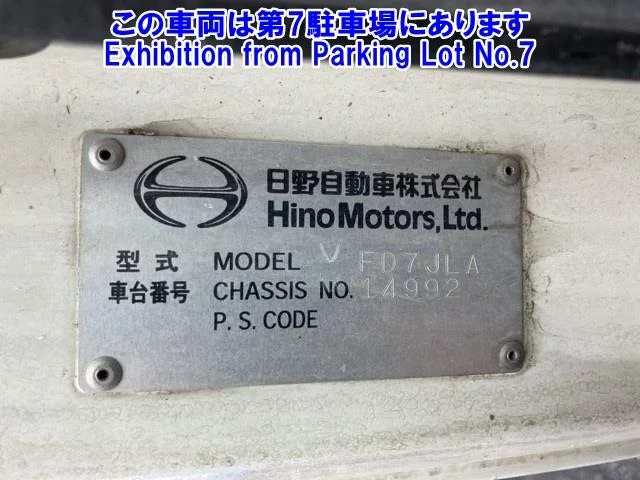 この車両は第7駐車場にあります
Exhibition from Parking Lot No.7
日野自動車株式会社
Hino Motors, Ltd.
型式 MODEL V FD7JLA
車台番号 CHASSIS NO. 14992
P. S. CODE